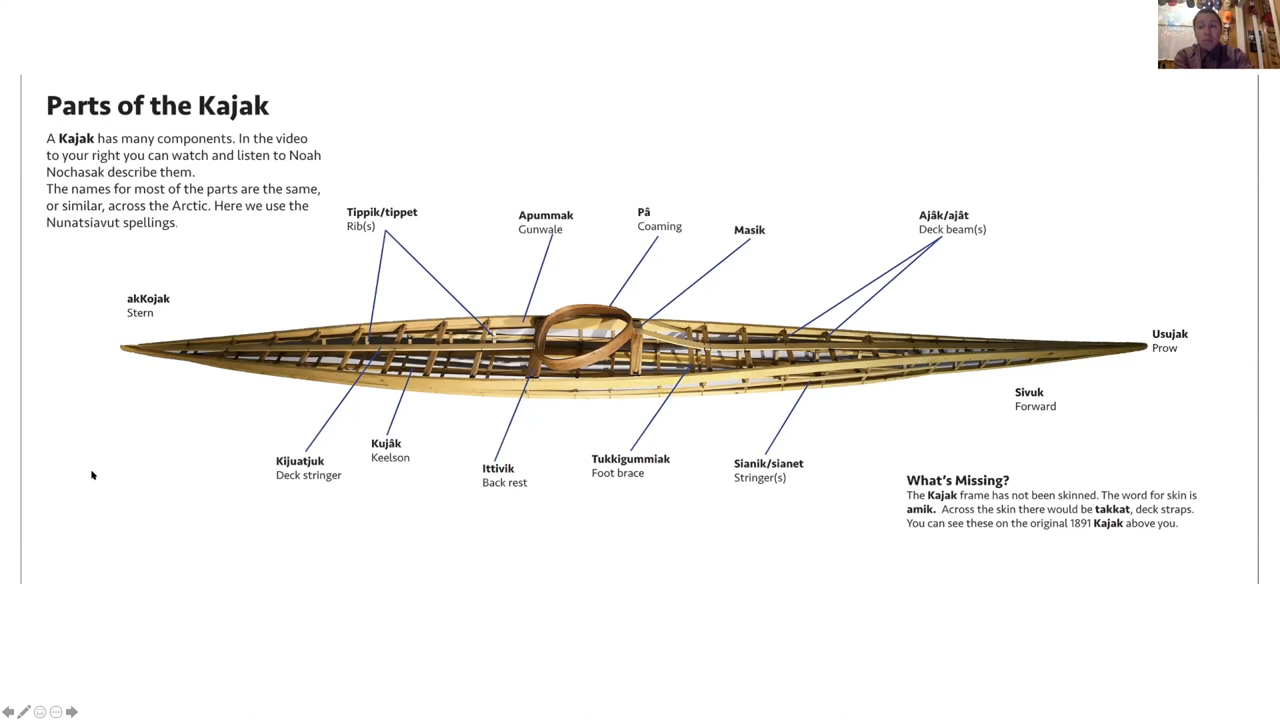 Parts of the Kajak
A Kajak has many components. In the video
to your right you can watch and listen to Noah
Nochasak describe them.
The names for most of the parts are the same,
or similar, across the Arctic. Here we use the
Nunatsiavut spellings.
Tippik/tippet
Rib(s)
Apummak
Gunwale
Pâ
Coaming
Masik
Ajâk/ajât
Deck beam(s)
akKojak
Stern
Usujak
Prow
Sivuk
Forward
Kijuatjuk
Deck stringer
Kujâk
Keelson
Ittivik
Back rest
Tukkigummiak
Foot brace
Sianik/sianet
Stringer(s)
What's Missing?
The Kajak frame has not been skinned. The word for skin is
amik. Across the skin there would be takkat, deck straps.
You can see these on the original 1891 Kajak above you.